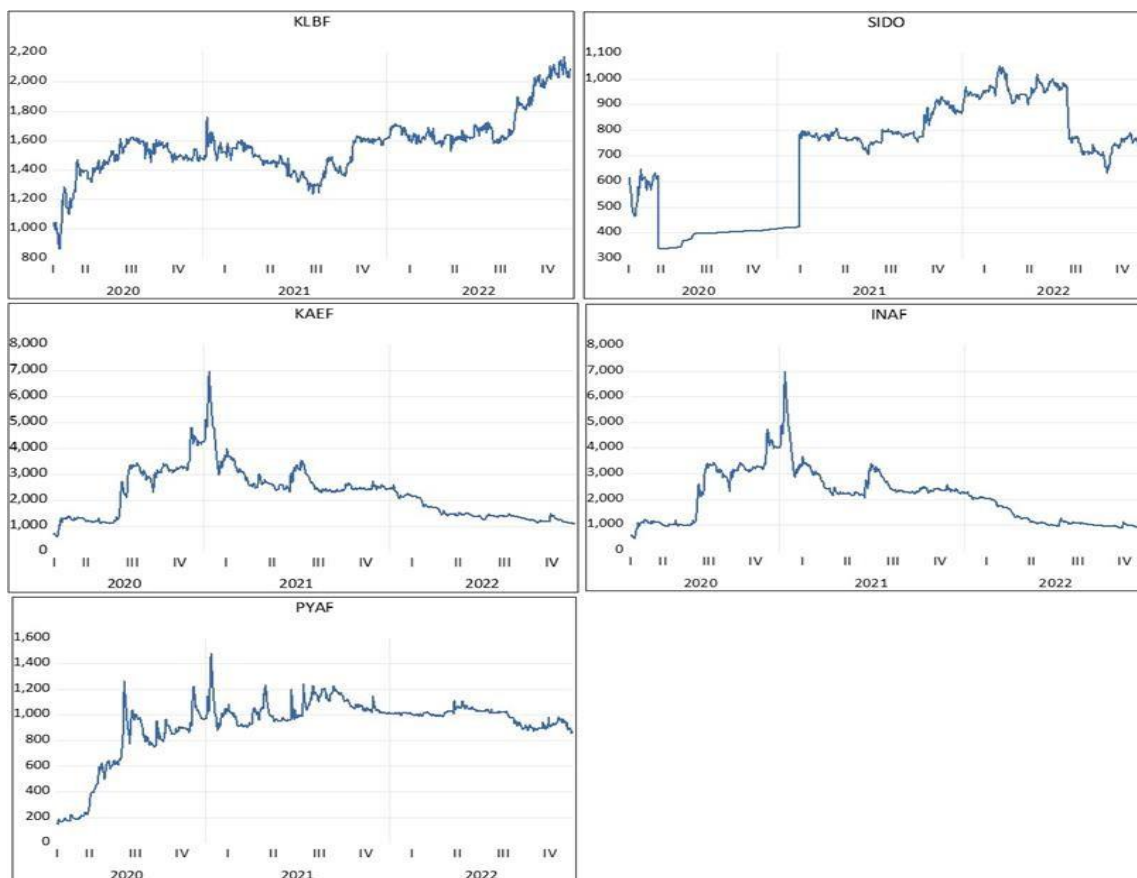 KLBF
2,200
2,000
1,800
1,600
1,400
1,200
1,000
800
I II III IV I II III IV I II III IV
2020 2021 2022
SIDO
1,100
1,000
900
800
700
600
500
400
300
I II III IV I II III IV I II III IV
2020 2021 2022
KAEF
8,000
7,000
6,000
5,000
4,000
3,000
2,000
1,000
0
I II III IV I II III IV I II III IV
2020 2021 2022
INAF
8,000
7,000
6,000
5,000
4,000
3,000
2,000
1,000
0
I II III IV I II III IV I II III IV
2020 2021 2022
PYAF
1,600
1,400
1,200
1,000
800
600
400
200
0
I II III IV I II III IV I II III IV
2020 2021 2022